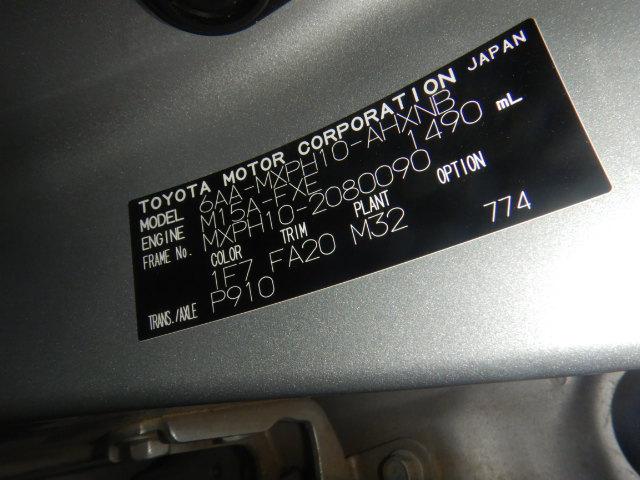 TOYOTA MOTOR CORPORATION JAPAN
MODEL 6AA-MXPH10-AHXNB
ENGINE M15A-FXE 1490 mL
FRAME No. MXPH10-2080090
COLOR TRIM PLANT OPTION
1F7 FA20 M32 774
TRANS./AXLE P910